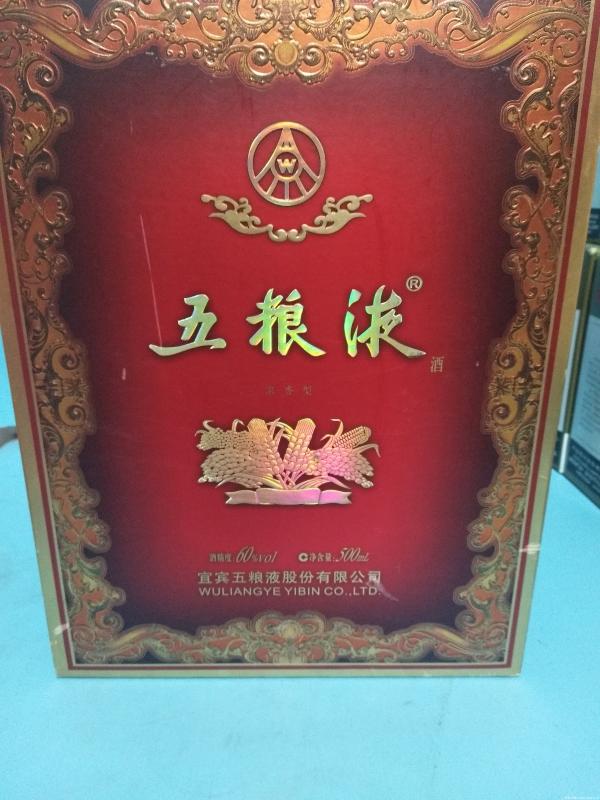 W
五粮液®
酒
浓香型
酒精度:60%vol C净含量:500mL
宜宾五粮液股份有限公司
WULIANGYE YIBIN CO.,LTD.